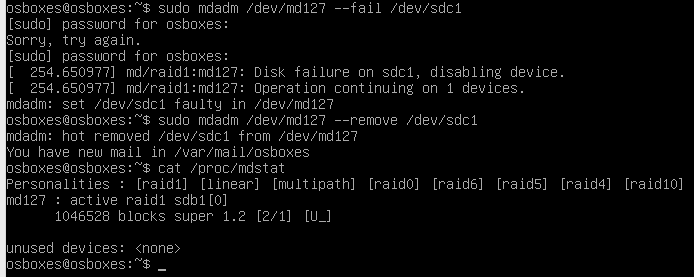 osboxes@osboxes:~$ sudo mdadm /dev/md127 --fail /dev/sdc1
[sudo] password for osboxes:
Sorry, try again.
[sudo] password for osboxes:
[  254.650977] md/raid1:md127: Disk failure on sdc1, disabling device.
[  254.650977] md/raid1:md127: Operation continuing on 1 devices.
mdadm: set /dev/sdc1 faulty in /dev/md127
osboxes@osboxes:~$ sudo mdadm /dev/md127 --remove /dev/sdc1
mdadm: hot removed /dev/sdc1 from /dev/md127
You have new mail in /var/mail/osboxes
osboxes@osboxes:~$ cat /proc/mdstat
Personalities : [raid1] [linear] [multipath] [raid0] [raid6] [raid5] [raid4] [raid10]
md127 : active raid1 sdb1[0]
      1046528 blocks super 1.2 [2/1] [U_]
unused devices: <none>
osboxes@osboxes:~$ _